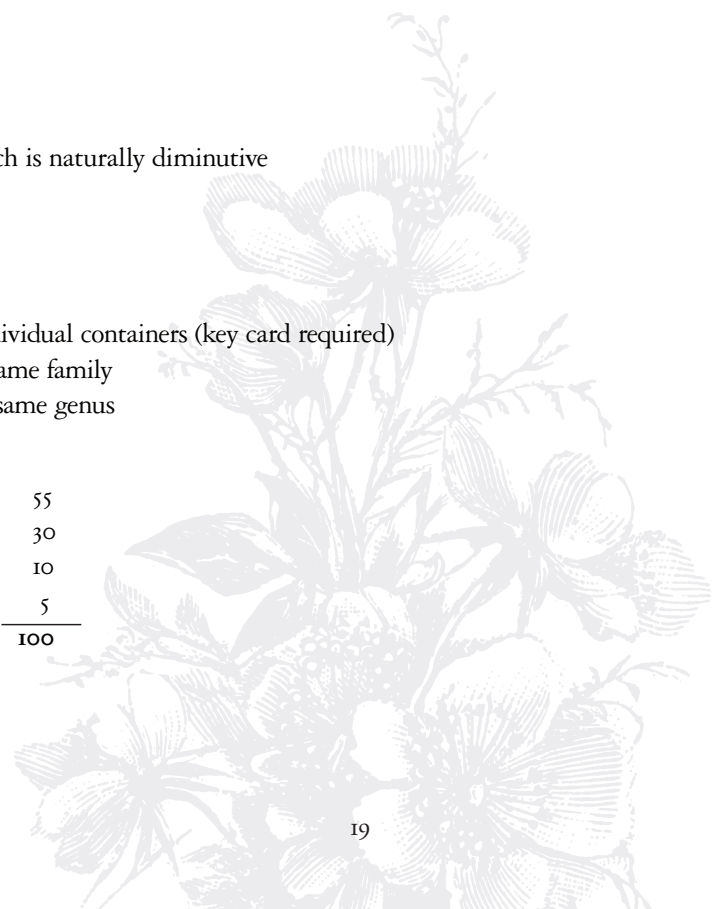 ch is naturally diminutive
ividual containers (key card required)
ame family
same genus
55
30
10
5
100
19